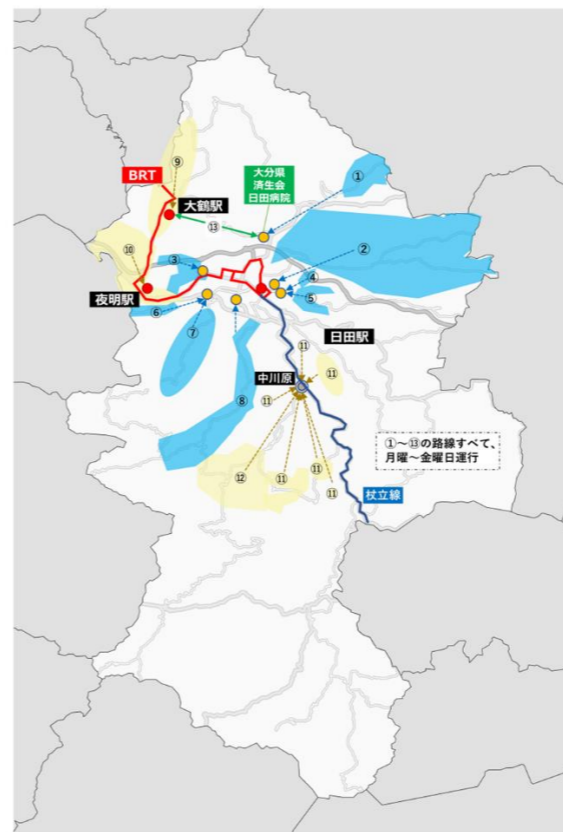 ⑨
BRT
大分県
済生会
日田病院
①
大鶴駅
⑬
⑩
③
②
④
夜明駅
⑤
⑥
⑦
日田駅
中川原
⑪
⑪
⑧
⑪
①～⑬の路線すべて、
月曜～金曜日運行
⑫
⑪
⑪
⑪
杖立線